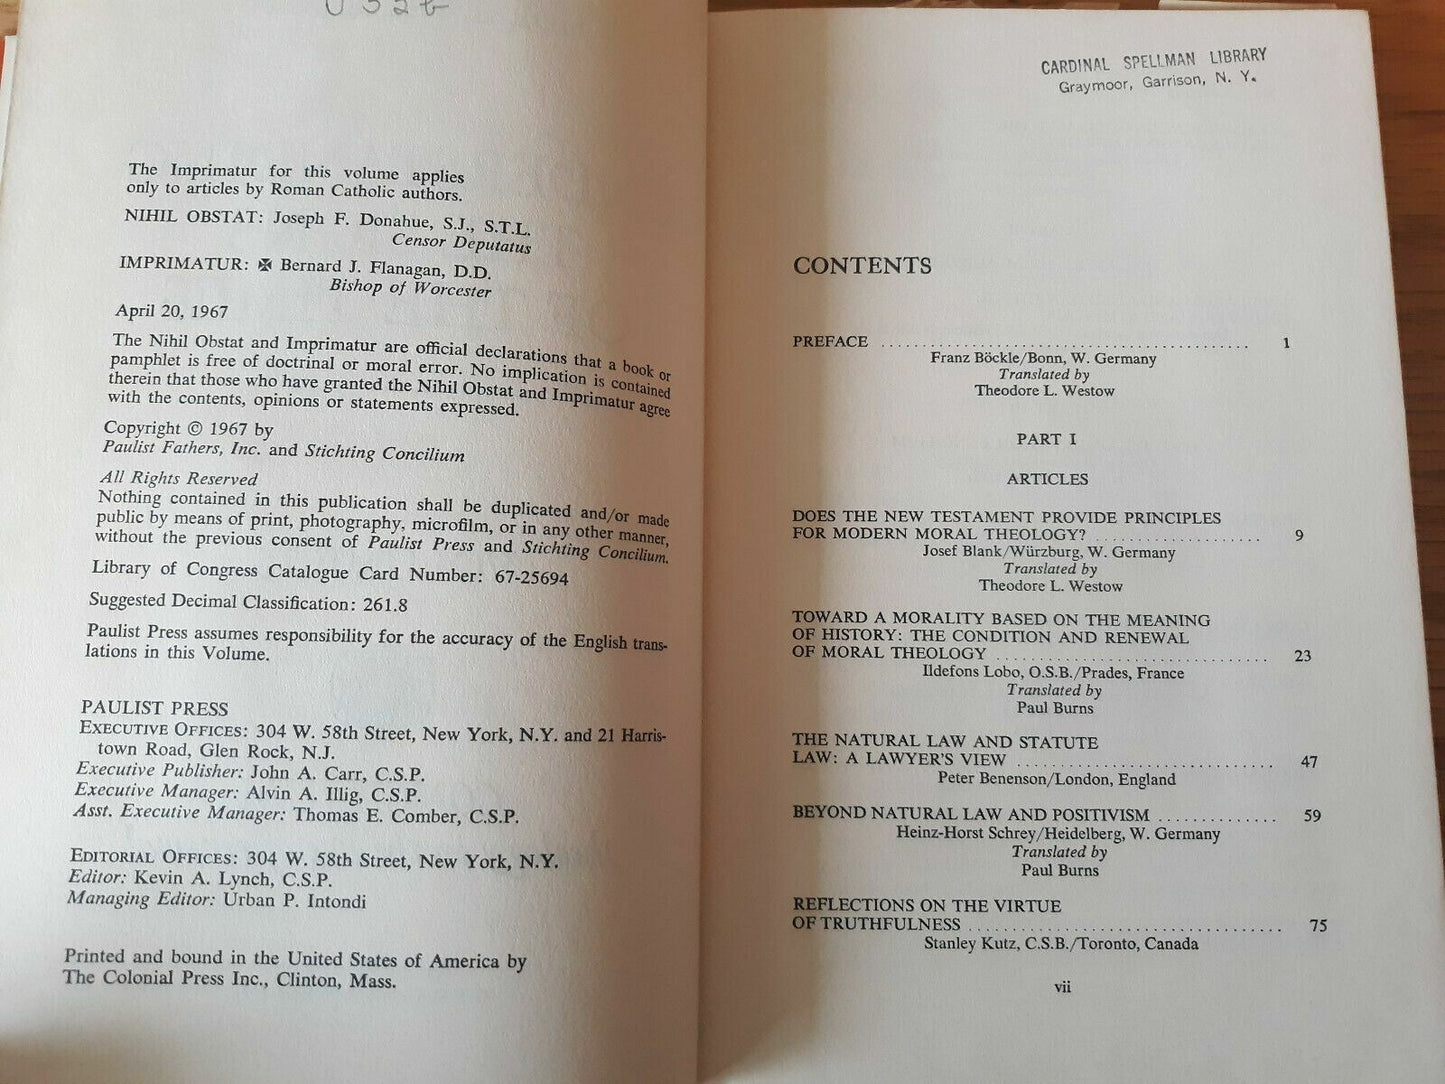 U 32b
The Imprimatur for this volume applies
only to articles by Roman Catholic authors.
NIHIL OBSTAT: Joseph F. Donahue, S.J., S.T.L.
Censor Deputatus
IMPRIMATUR: ✠ Bernard J. Flanagan, D.D.
Bishop of Worcester
April 20, 1967
The Nihil Obstat and Imprimatur are official declarations that a book or
pamphlet is free of doctrinal or moral error. No implication is contained
therein that those who have granted the Nihil Obstat and Imprimatur agree
with the contents, opinions or statements expressed.
Copyright © 1967 by
Paulist Fathers, Inc. and Stichting Concilium
All Rights Reserved
Nothing contained in this publication shall be duplicated and/or made
public by means of print, photography, microfilm, or in any other manner,
without the previous consent of Paulist Press and Stichting Concilium.
Library of Congress Catalogue Card Number: 67-25694
Suggested Decimal Classification: 261.8
Paulist Press assumes responsibility for the accuracy of the English trans-
lations in this Volume.
PAULIST PRESS
EXECUTIVE OFFICES: 304 W. 58th Street, New York, N.Y. and 21 Harris-
town Road, Glen Rock, N.J.
Executive Publisher: John A. Carr, C.S.P.
Executive Manager: Alvin A. Illig, C.S.P.
Asst. Executive Manager: Thomas E. Comber, C.S.P.
EDITORIAL OFFICES: 304 W. 58th Street, New York, N.Y.
Editor: Kevin A. Lynch, C.S.P.
Managing Editor: Urban P. Intondi
Printed and bound in the United States of America by
The Colonial Press Inc., Clinton, Mass.
CARDINAL SPELLMAN LIBRARY
Graymoor, Garrison, N. Y.
CONTENTS
PREFACE ........................................ 1
Franz Böckle/Bonn, W. Germany
Translated by
Theodore L. Westow
PART I
ARTICLES
DOES THE NEW TESTAMENT PROVIDE PRINCIPLES
FOR MODERN MORAL THEOLOGY? .................. 9
Josef Blank/Würzburg, W. Germany
Translated by
Theodore L. Westow
TOWARD A MORALITY BASED ON THE MEANING
OF HISTORY: THE CONDITION AND RENEWAL
OF MORAL THEOLOGY .............................. 23
Ildefons Lobo, O.S.B./Prades, France
Translated by
Paul Burns
THE NATURAL LAW AND STATUTE
LAW: A LAWYER'S VIEW ............................ 47
Peter Benenson/London, England
BEYOND NATURAL LAW AND POSITIVISM .............. 59
Heinz-Horst Schrey/Heidelberg, W. Germany
Translated by
Paul Burns
REFLECTIONS ON THE VIRTUE
OF TRUTHFULNESS .................................. 75
Stanley Kutz, C.S.B./Toronto, Canada
vii